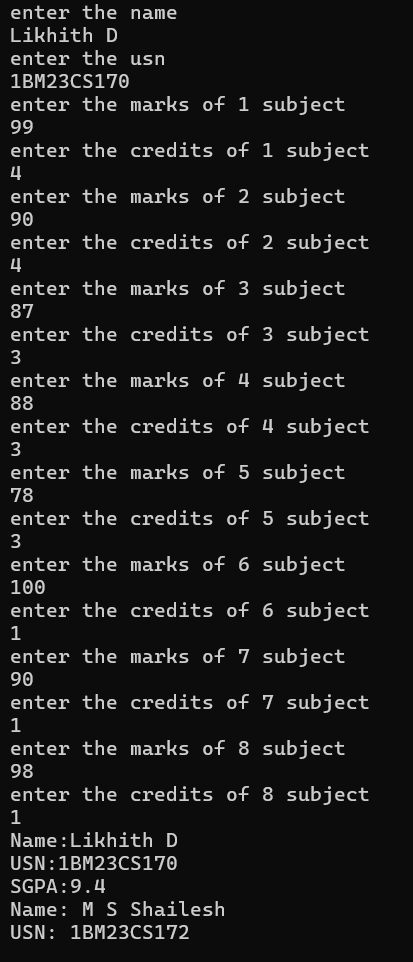 enter the name
Likhith D
enter the usn
1BM23CS170
enter the marks of 1 subject
99
enter the credits of 1 subject
4
enter the marks of 2 subject
90
enter the credits of 2 subject
4
enter the marks of 3 subject
87
enter the credits of 3 subject
3
enter the marks of 4 subject
88
enter the credits of 4 subject
3
enter the marks of 5 subject
78
enter the credits of 5 subject
3
enter the marks of 6 subject
100
enter the credits of 6 subject
1
enter the marks of 7 subject
90
enter the credits of 7 subject
1
enter the marks of 8 subject
98
enter the credits of 8 subject
1
Name:Likhith D
USN:1BM23CS170
SGPA:9.4
Name: M S Shailesh
USN: 1BM23CS172